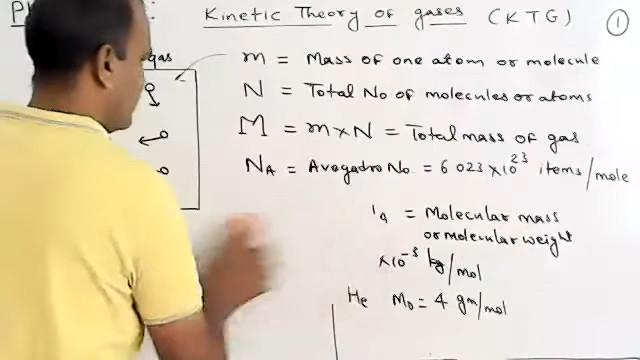 Kinetic Theory of gases (KTG) 1
gas
m = Mass of one atom or molecule
N = Total No of molecules or atoms
M = m×N = Total mass of gas
NA = Avogadro No. = 6.023×10²³ items/mole
= Molecular mass
or molecular weight
×10⁻³ kg/mol
He M₀ = 4 gm/mol